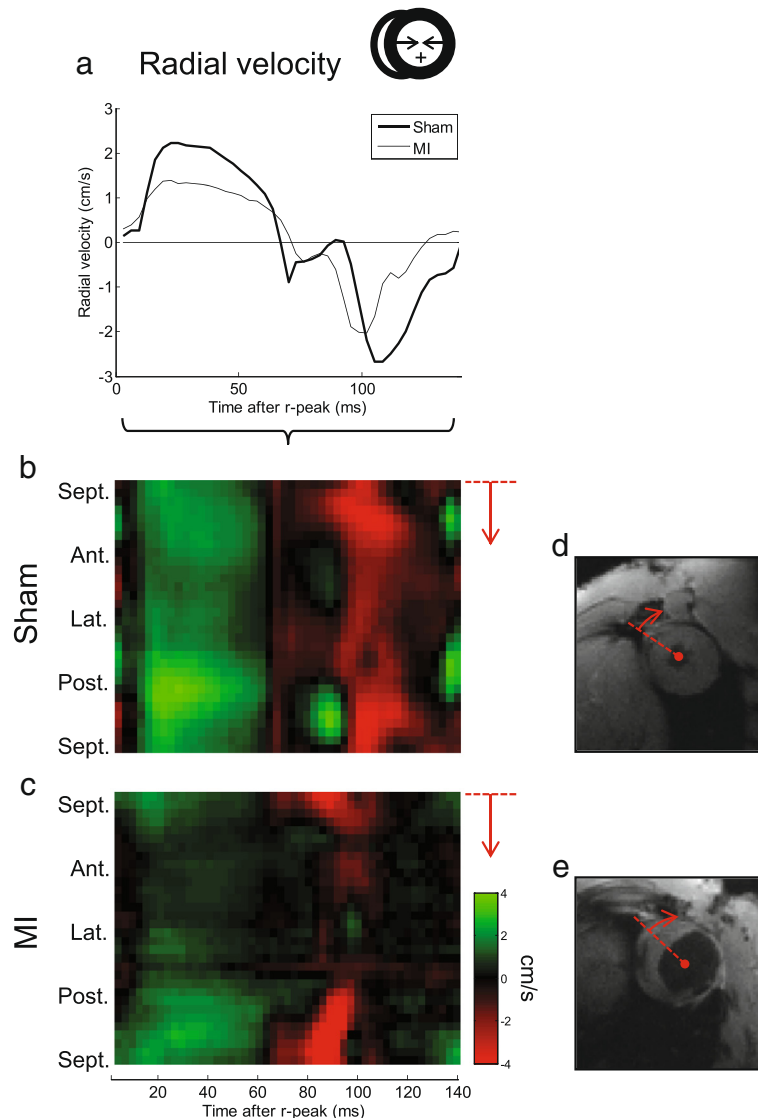 a Radial velocity
+
3
2
1
0
-1
-2
-3
Radial velocity (cm/s)
Sham
MI
0 50 100
Time after r-peak (ms)
b
Sham
Sept.
Ant.
Lat.
Post.
Sept.
d
c
MI
Sept.
Ant.
Lat.
Post.
Sept.
4
2
0
-2
-4
cm/s
e
20 40 60 80 100 120 140
Time after r-peak (ms)